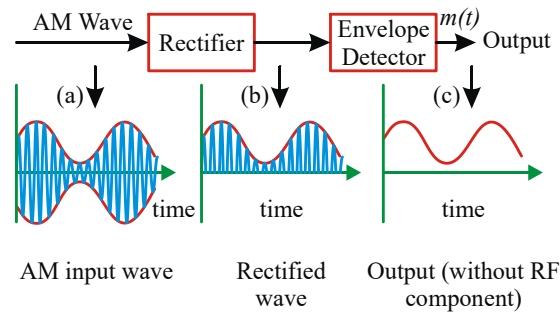 AM Wave
Rectifier
Envelope
Detector
m(t)
Output
(a)
(b)
(c)
time
time
time
AM input wave
Rectified
wave
Output (without RF
component)